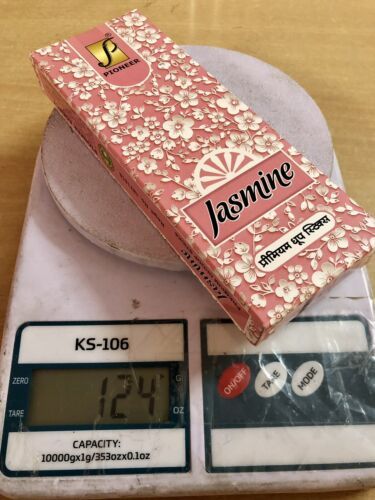 PIONEER
Jasmine
प्रीमियम धूप स्टिक्स
KS-106
ZERO
TARE
124
G
OZ
ON/OFF
TARE
MODE
CAPACITY:
10000gx1g/353ozx0.1oz